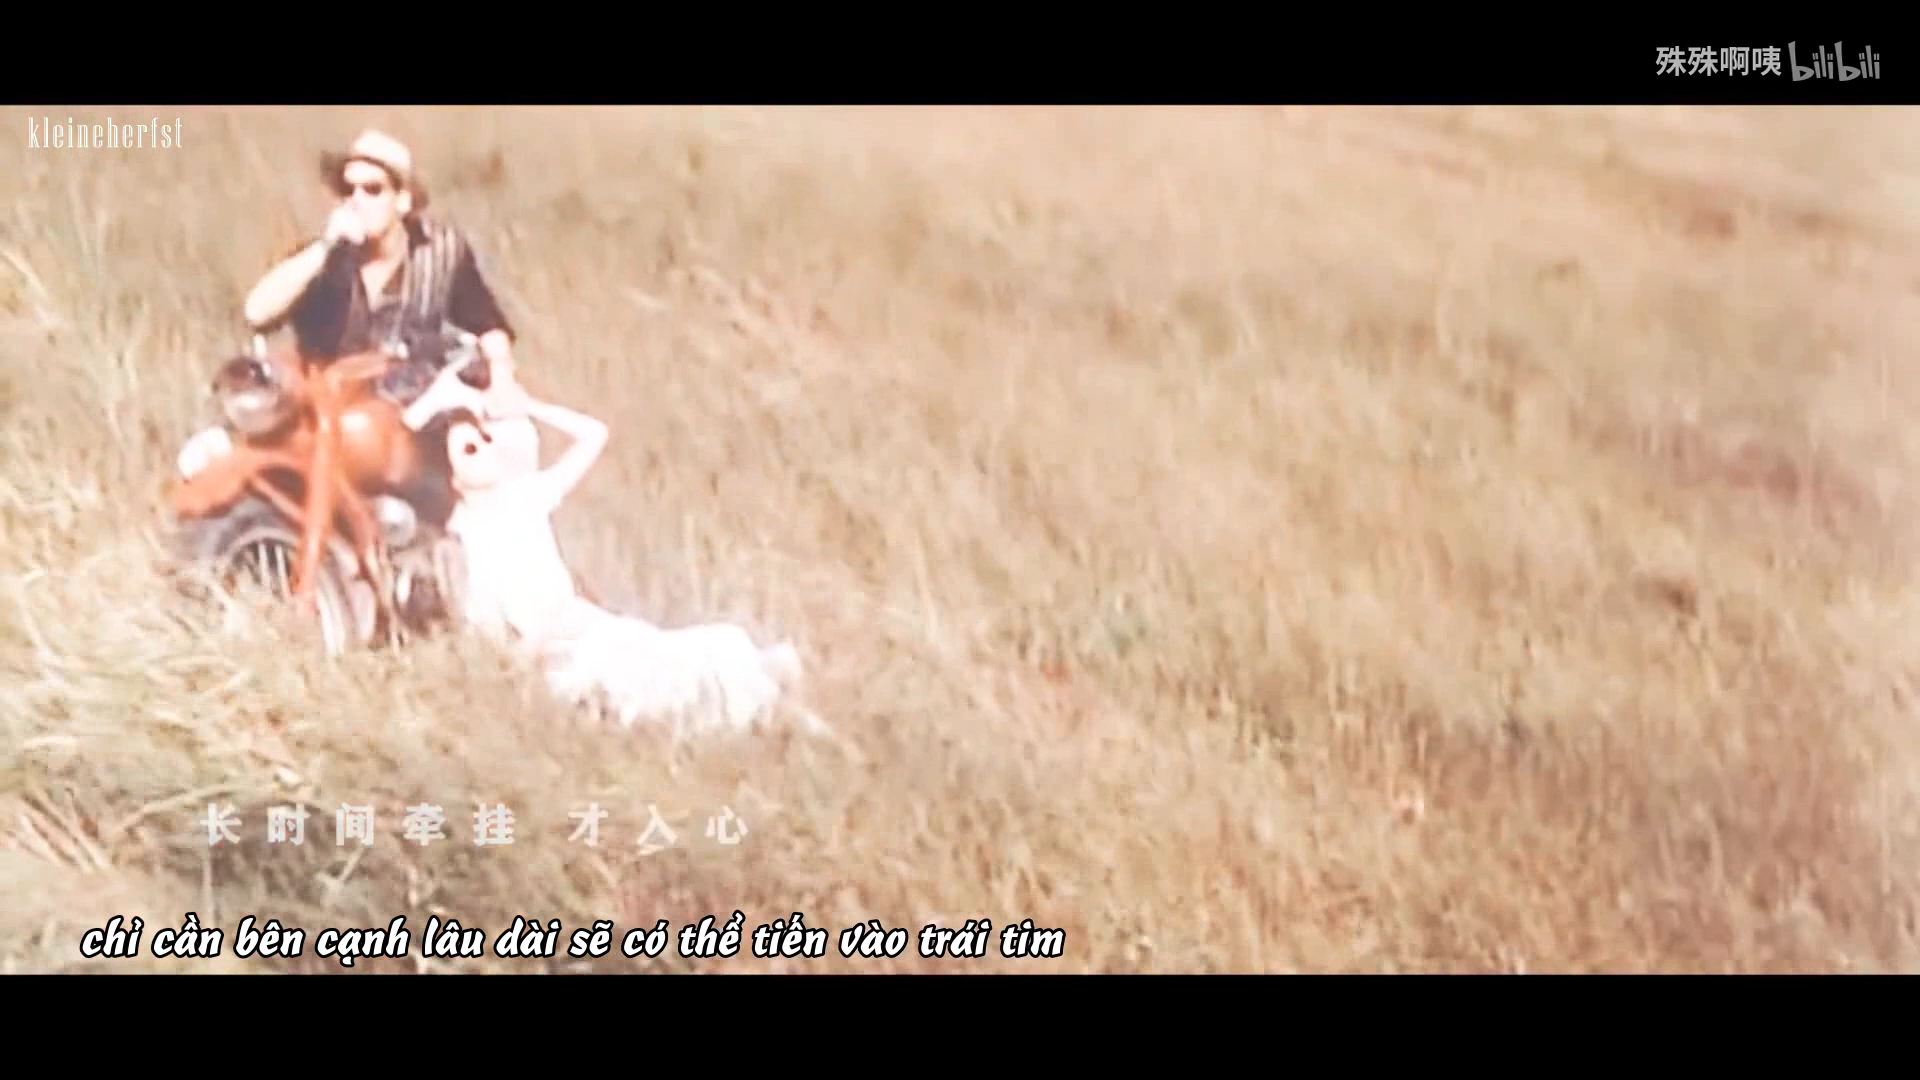 殊殊啊咦 bilibili
kleineherfst
长时间牵挂 才入心
chỉ cần bên cạnh lâu dài sẽ có thể tiến vào trái tim